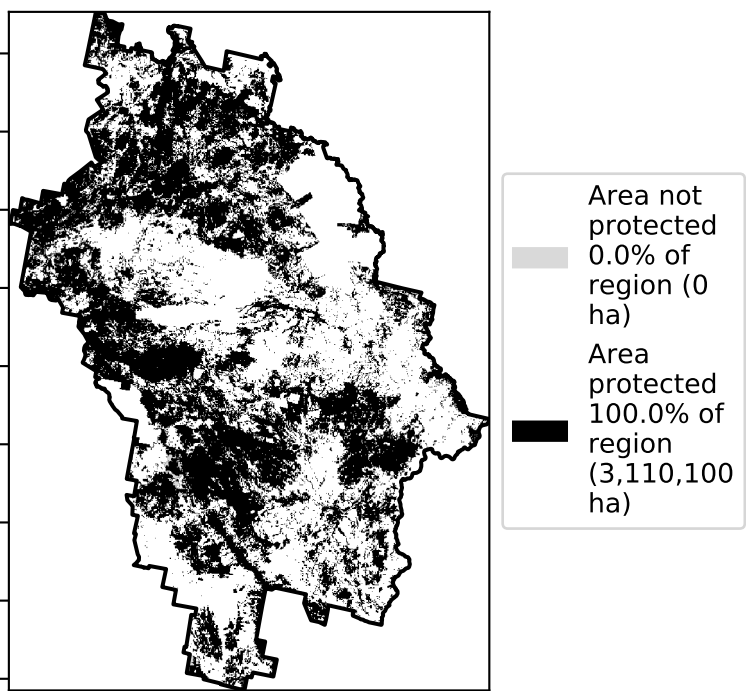 Area not
protected
0.0% of
region (0
ha)
Area
protected
100.0% of
region
(3,110,100
ha)